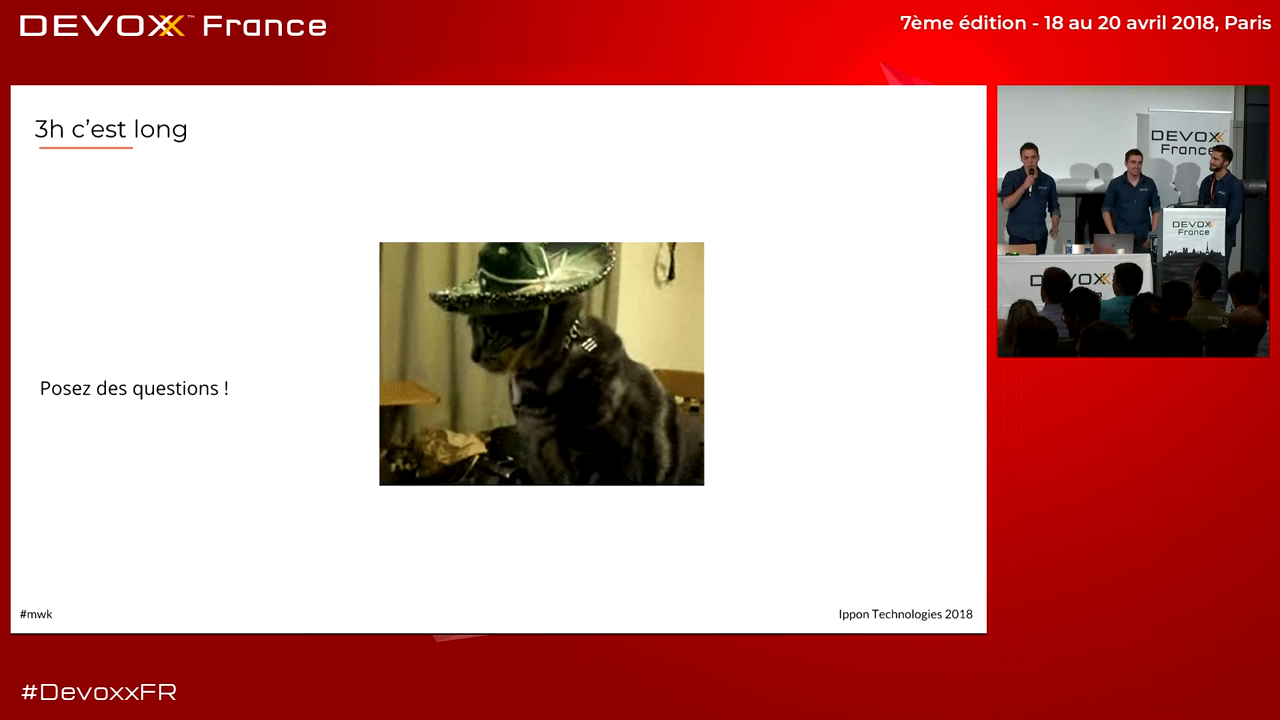 DEVOXX™ France
7ème édition - 18 au 20 avril 2018, Paris
3h c'est long
Posez des questions !
#mwk
Ippon Technologies 2018
DEVOXX
France
DEVOXX
France
#DevoxxFR